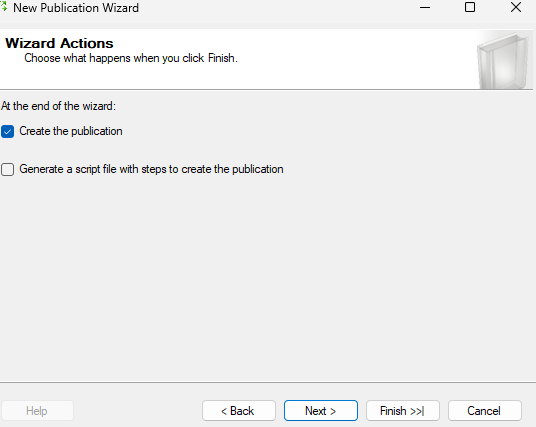 New Publication Wizard
Wizard Actions
Choose what happens when you click Finish.
At the end of the wizard:
Create the publication
Generate a script file with steps to create the publication
Help
< Back
Next >
Finish >>|
Cancel